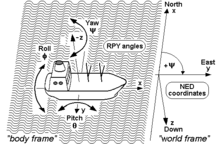 North
x
Yaw
Ψ
-z
RPY angles
Roll
ϕ
+Ψ
East
y
x
NED
coordinates
y
Pitch
θ
z
Down
"body frame"
"world frame"